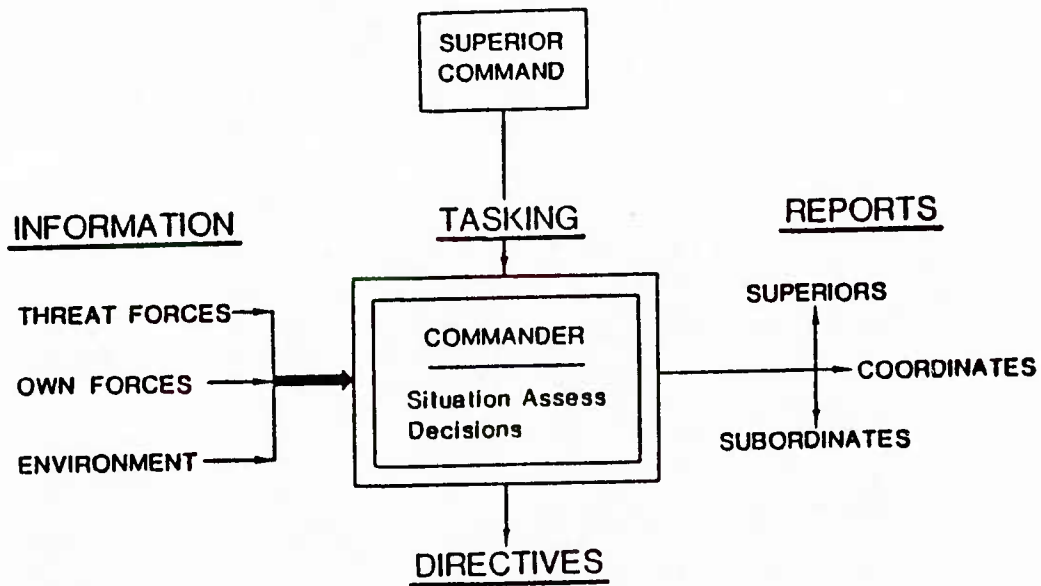 SUPERIOR
COMMAND
INFORMATION
TASKING
REPORTS
THREAT FORCES
OWN FORCES
ENVIRONMENT
COMMANDER
Situation Assess
Decisions
SUPERIORS
COORDINATES
SUBORDINATES
DIRECTIVES